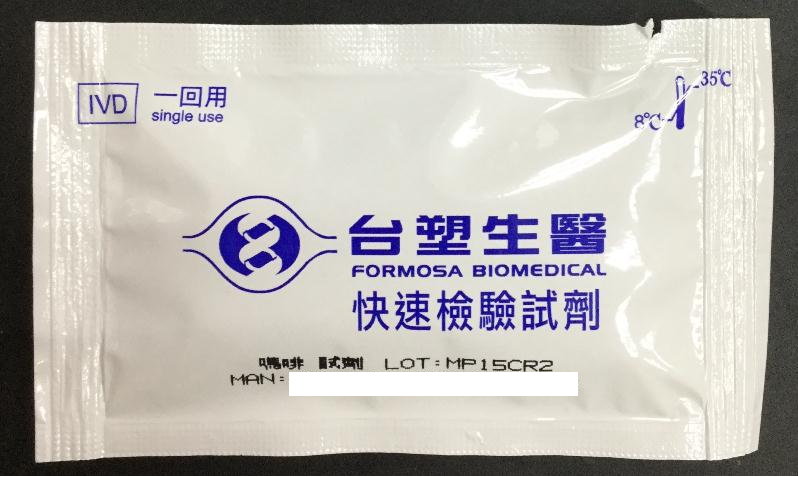 IVD
一回用
single use
35℃
8℃
台塑生醫
FORMOSA BIOMEDICAL
快速檢驗試劑
嗎啡 試劑 LOT:MP15CR2
MAN: